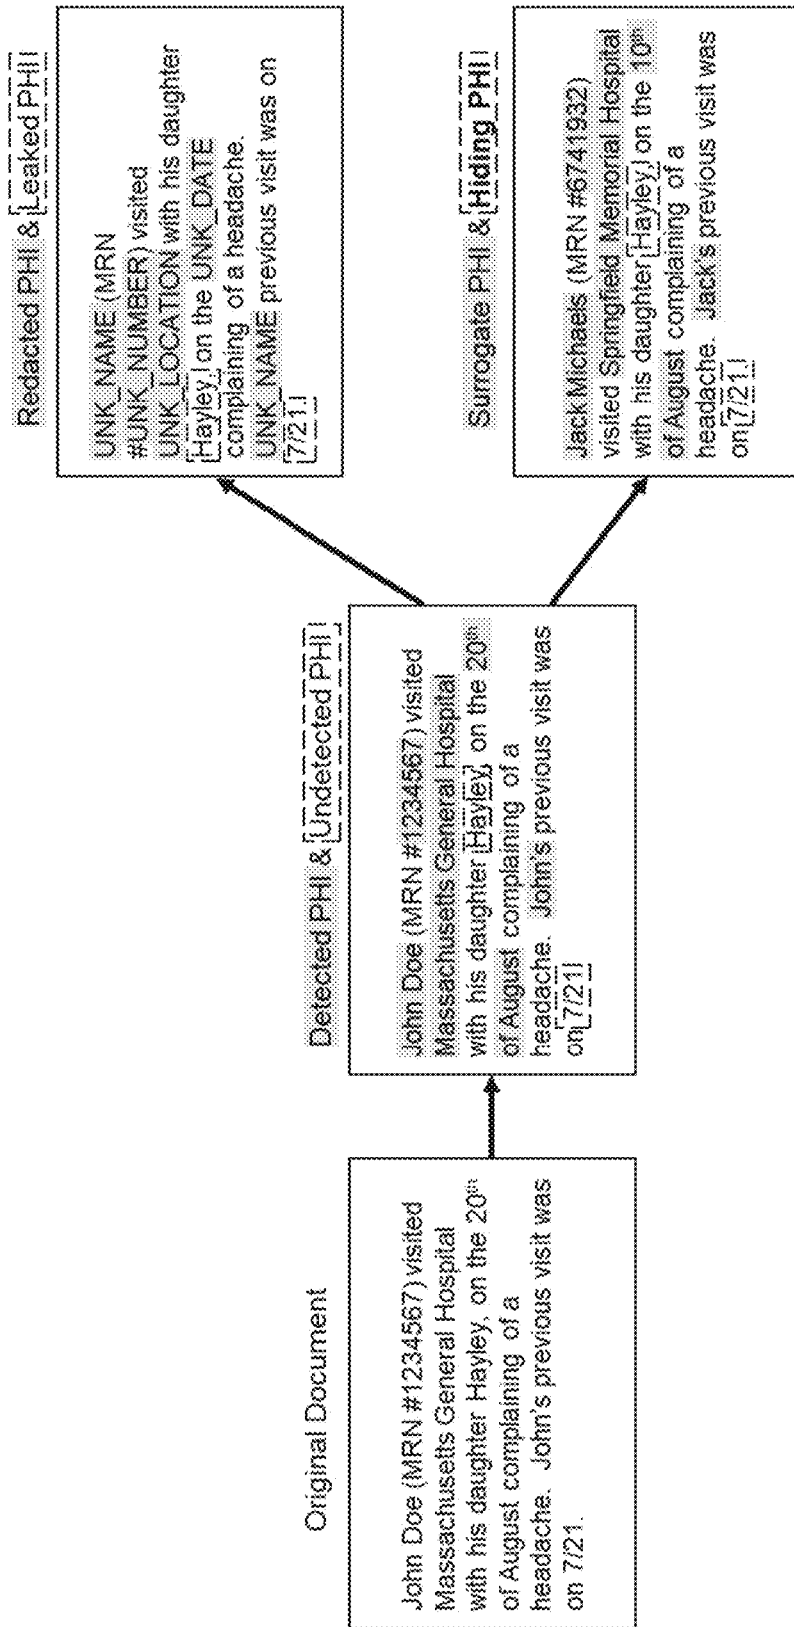 Original Document
John Doe (MRN #1234567) visited
Massachusetts General Hospital
with his daughter Hayley, on the 20th
of August complaining of a
headache. John's previous visit was
on 7/21.
Detected PHI & Undetected PHI
John Doe (MRN #1234567) visited
Massachusetts General Hospital
with his daughter Hayley, on the 20th
of August complaining of a
headache. John's previous visit was
on 7/21
Redacted PHI & Leaked PHI
UNK_NAME (MRN
#UNK_NUMBER) visited
UNK_LOCATION with his daughter
Hayley, on the UNK_DATE
complaining of a headache.
UNK_NAME previous visit was on
7/21.
Surrogate PHI & Hiding PHI
Jack Michaels (MRN #6741932)
visited Springfield Memorial Hospital
with his daughter Hayley, on the 10th
of August complaining of a
headache. Jack's previous visit was
on 7/21.